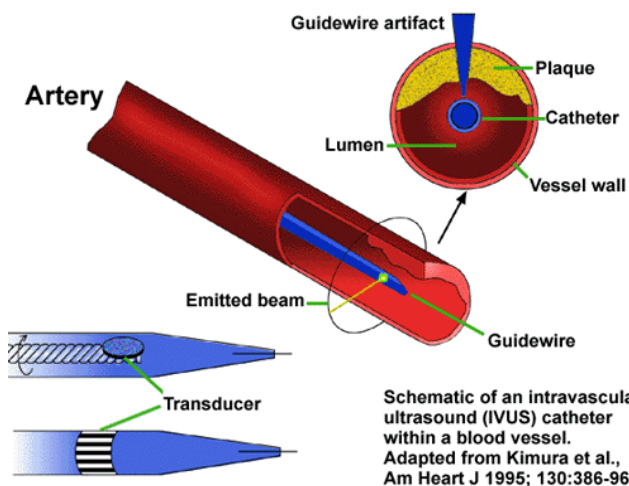 Guidewire artifact
Plaque
Artery
Catheter
Lumen
Vessel wall
Emitted beam
Guidewire
Transducer
Schematic of an intravascula
ultrasound (IVUS) catheter
within a blood vessel.
Adapted from Kimura et al.,
Am Heart J 1995; 130:386-96